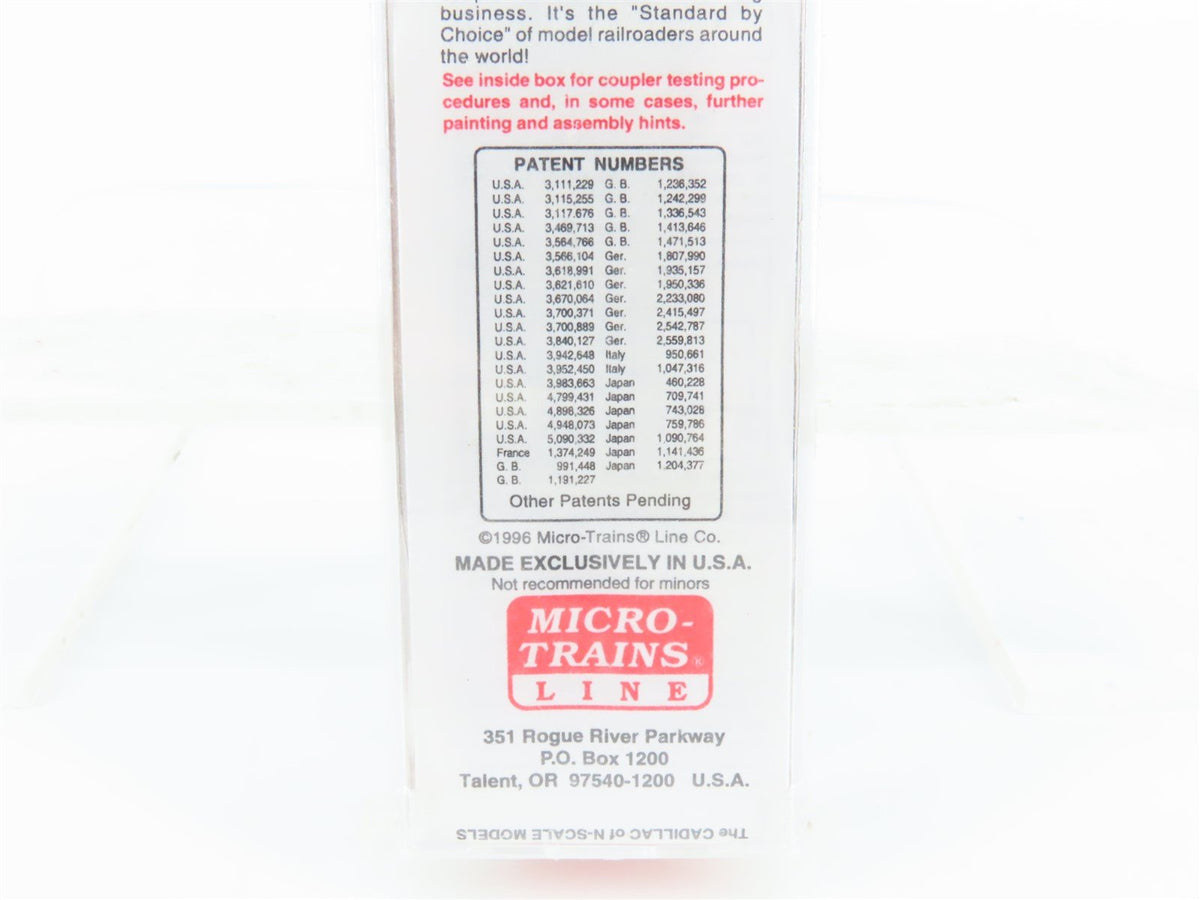 business. It's the "Standard by
Choice" of model railroaders around
the world!
See inside box for coupler testing pro-
cedures and, in some cases, further
painting and assembly hints.
PATENT NUMBERS
U.S.A. 3,111,229 G. B. 1,236,352
U.S.A. 3,115,255 G. B. 1,242,299
U.S.A. 3,117,676 G. B. 1,336,543
U.S.A. 3,469,713 G. B. 1,413,646
U.S.A. 3,564,766 G. B. 1,471,513
U.S.A. 3,566,104 Ger. 1,807,990
U.S.A. 3,618,991 Ger. 1,935,157
U.S.A. 3,621,610 Ger. 1,950,336
U.S.A. 3,670,064 Ger. 2,233,080
U.S.A. 3,700,371 Ger. 2,415,497
U.S.A. 3,700,889 Ger. 2,542,787
U.S.A. 3,840,127 Ger. 2,559,813
U.S.A. 3,942,648 Italy 950,661
U.S.A. 3,952,450 Italy 1,047,316
U.S.A. 3,983,663 Japan 460,228
U.S.A. 4,799,431 Japan 709,741
U.S.A. 4,898,326 Japan 743,028
U.S.A. 4,948,073 Japan 759,786
U.S.A. 5,090,332 Japan 1,090,764
France 1,374,249 Japan 1,141,436
G. B. 991,448 Japan 1.204,377
G. B. 1,191,227
Other Patents Pending
©1996 Micro-Trains® Line Co.
MADE EXCLUSIVELY IN U.S.A.
Not recommended for minors
MICRO-
TRAINS®
LINE
351 Rogue River Parkway
P.O. Box 1200
Talent, OR 97540-1200 U.S.A.
The CADILLAC of N-SCALE MODELS